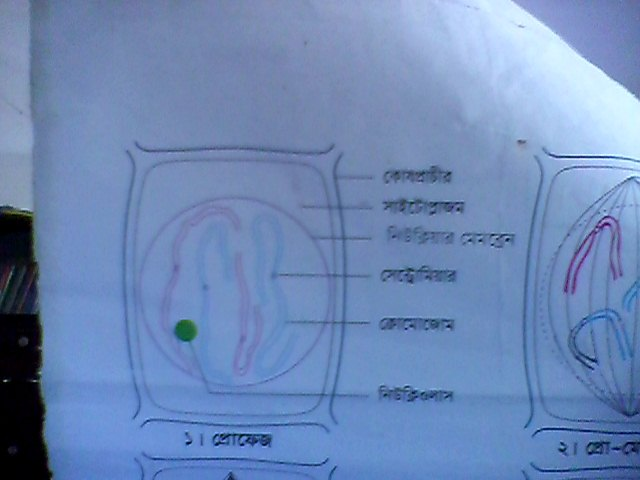 কোষপ্রাচীর
সাইটোপ্লাজম
নিউক্লিয়ার মেমব্রেন
সেন্ট্রোমিয়ার
ক্রোমোজোম
নিউক্লিওলাস
১। প্রোফেজ
২। প্রো-মে